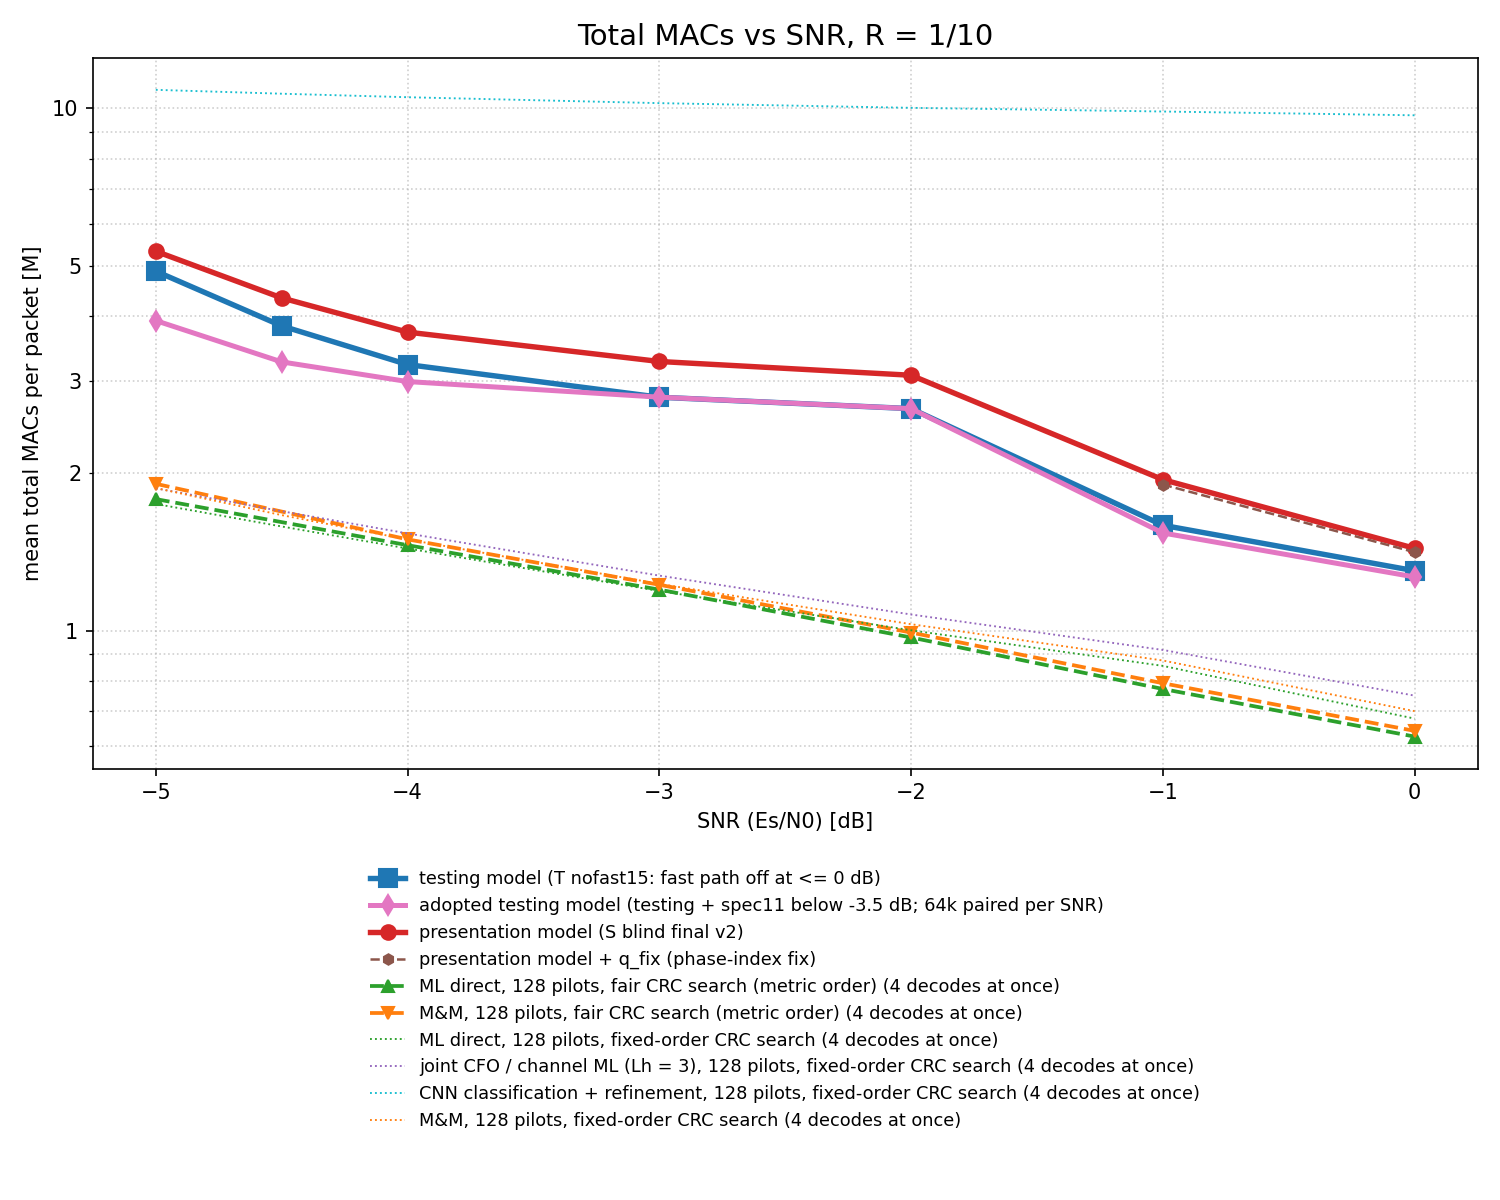 Total MACs vs SNR, R = 1/10
mean total MACs per packet [M]
10
5
3
2
1
−5
−4
−3
−2
−1
0
SNR (Es/N0) [dB]
testing model (T nofast15: fast path off at <= 0 dB)
adopted testing model (testing + spec11 below -3.5 dB; 64k paired per SNR)
presentation model (S blind final v2)
presentation model + q_fix (phase-index fix)
ML direct, 128 pilots, fair CRC search (metric order) (4 decodes at once)
M&M, 128 pilots, fair CRC search (metric order) (4 decodes at once)
ML direct, 128 pilots, fixed-order CRC search (4 decodes at once)
joint CFO / channel ML (Lh = 3), 128 pilots, fixed-order CRC search (4 decodes at once)
CNN classification + refinement, 128 pilots, fixed-order CRC search (4 decodes at once)
M&M, 128 pilots, fixed-order CRC search (4 decodes at once)